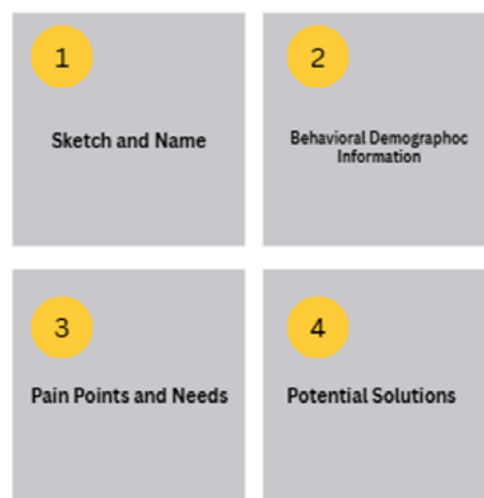 1
Sketch and Name
2
Behavioral Demographoc
Information
3
Pain Points and Needs
4
Potential Solutions